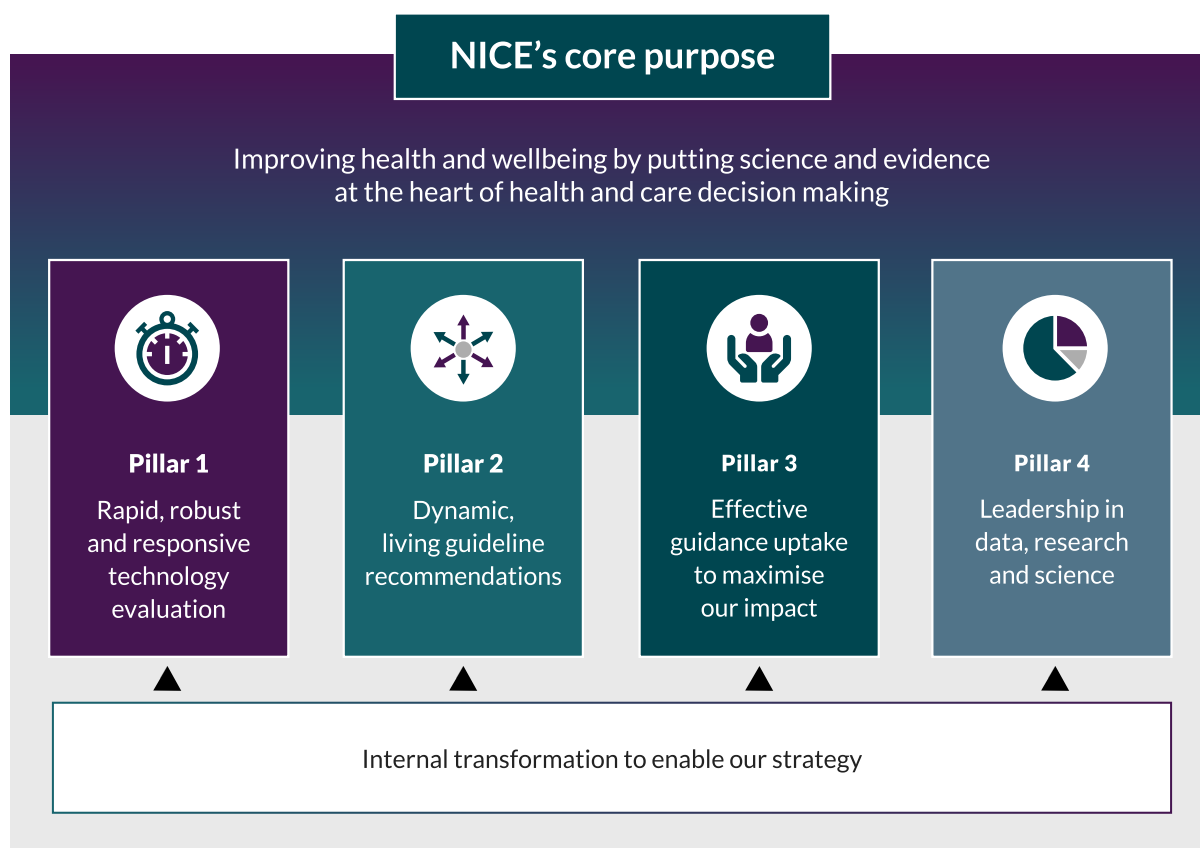 NICE’s core purpose
Improving health and wellbeing by putting science and evidence
at the heart of health and care decision making
Pillar 1
Rapid, robust
and responsive
technology
evaluation
Pillar 2
Dynamic,
living guideline
recommendations
Pillar 3
Effective
guidance uptake
to maximise
our impact
Pillar 4
Leadership in
data, research
and science
Internal transformation to enable our strategy